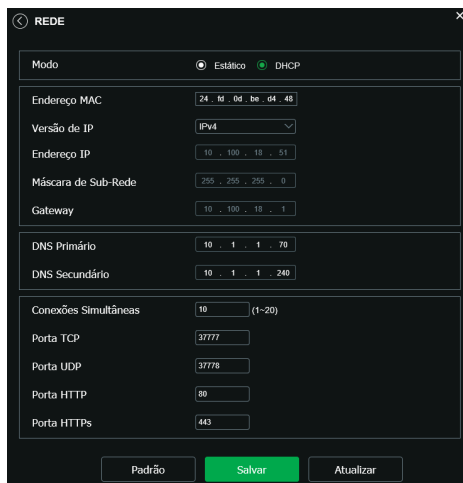 REDE
Modo Estático DHCP
Endereço MAC 24 . fd . 0d . be . d4 . 48
Versão de IP IPv4
Endereço IP 10 . 100 . 18 . 51
Máscara de Sub-Rede 255 . 255 . 255 . 0
Gateway 10 . 100 . 18 . 1
DNS Primário 10 . 1 . 1 . 70
DNS Secundário 10 . 1 . 1 . 240
Conexões Simultâneas 10 (1~20)
Porta TCP 37777
Porta UDP 37778
Porta HTTP 80
Porta HTTPs 443
Padrão Salvar Atualizar